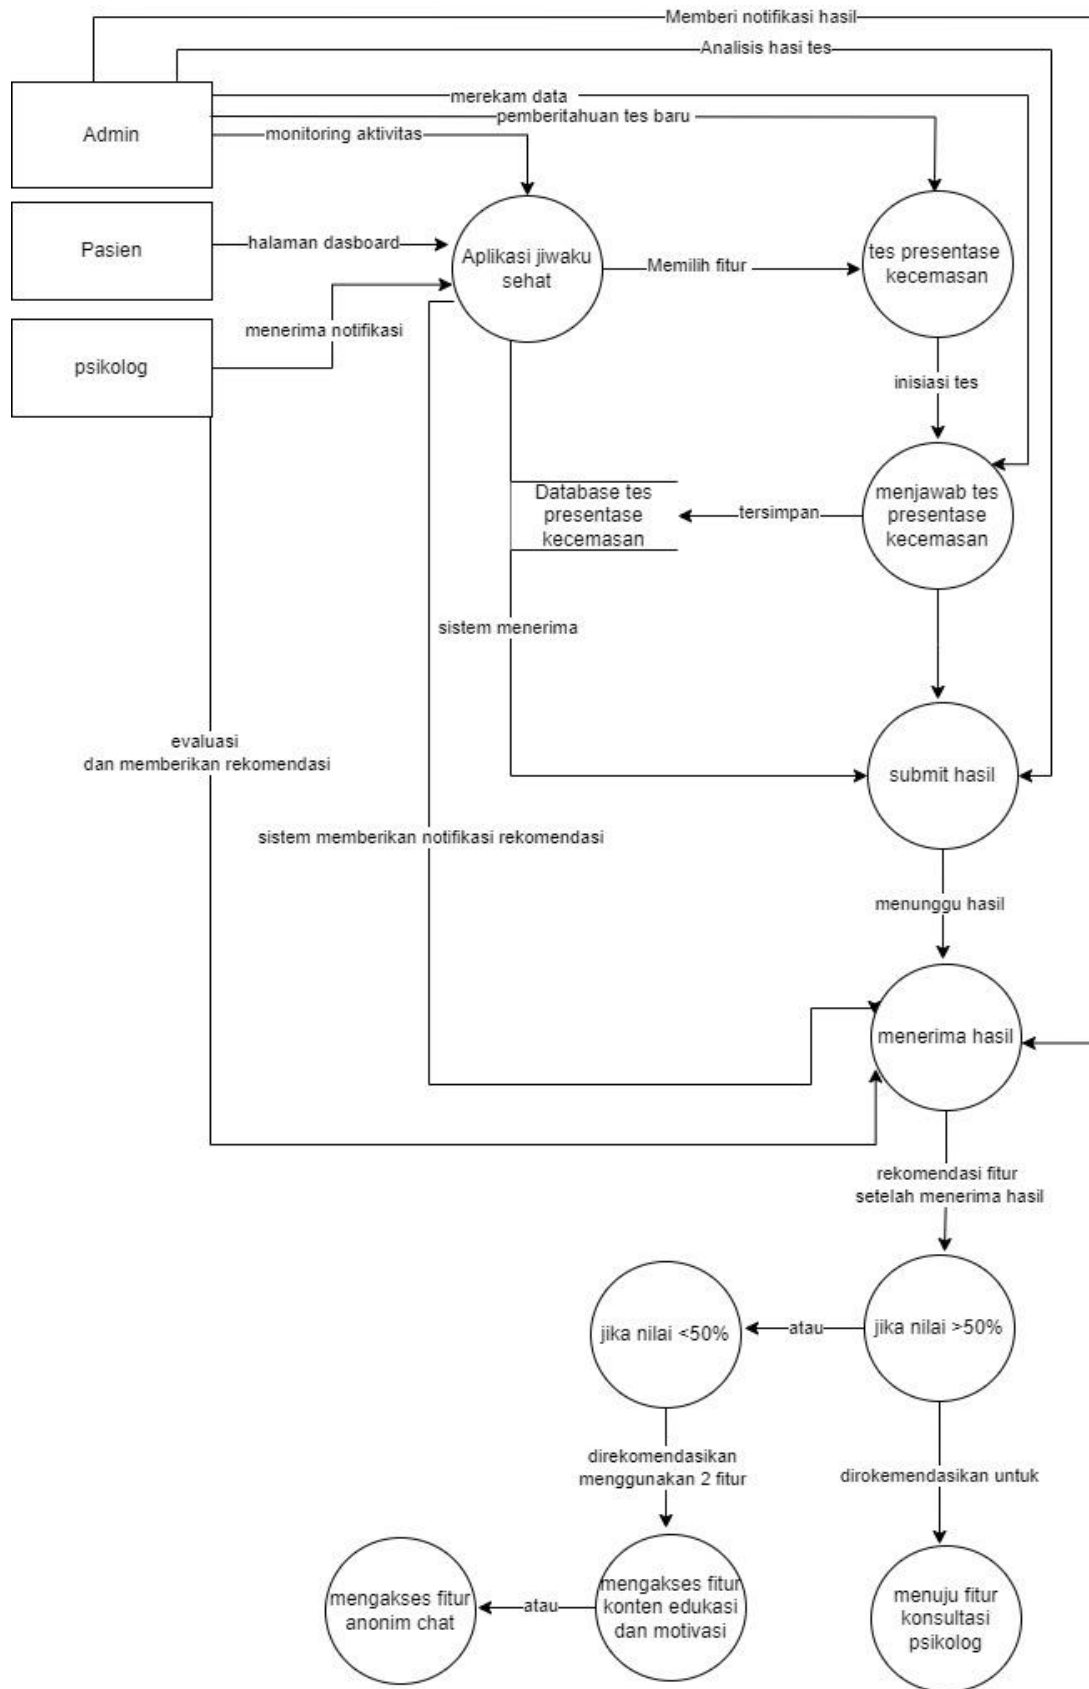 Memberi notifikasi hasil
Analisis hasi tes
merekam data
pemberitahuan tes baru
Admin
monitoring aktivitas
Pasien
halaman dasboard
Aplikasi jiwaku
sehat
Memilih fitur
tes presentase
kecemasan
menerima notifikasi
psikolog
inisiasi tes
Database tes
presentase
kecemasan
tersimpan
menjawab tes
presentase
kecemasan
sistem menerima
evaluasi
dan memberikan rekomendasi
submit hasil
sistem memberikan notifikasi rekomendasi
menunggu hasil
menerima hasil
rekomendasi fitur
setelah menerima hasil
jika nilai <50%
atau
jika nilai >50%
direkomendasikan
menggunakan 2 fitur
dirokemendasikan untuk
mengakses fitur
anonim chat
atau
mengakses fitur
konten edukasi
dan motivasi
menuju fitur
konsultasi
psikolog